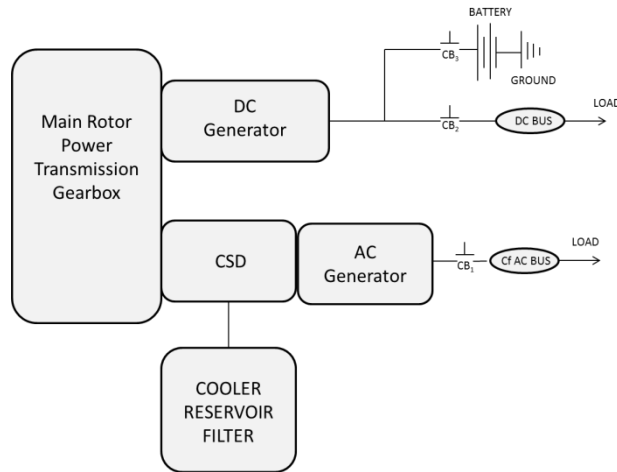 BATTERY
CB₃
GROUND
DC
Generator
Main Rotor
Power
Transmission
Gearbox
CB₂
DC BUS
LOAD
CSD
AC
Generator
CB₁
Cf AC BUS
LOAD
COOLER
RESERVOIR
FILTER